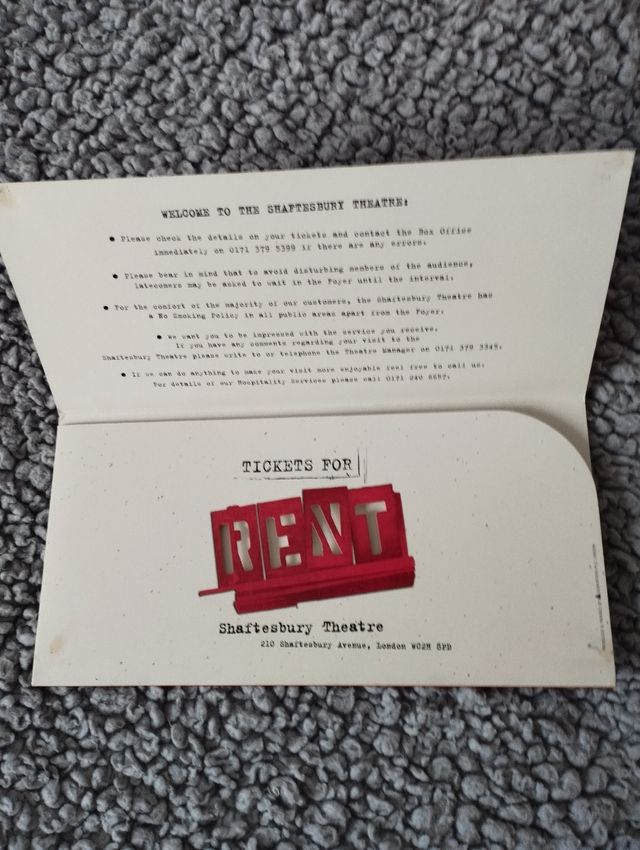 WELCOME TO THE SHAFTESBURY THEATRE:
● Please check the details on your tickets and contact the Box Office
immediately on 0171 379 5399 if there are any errors.
● Please bear in mind that to avoid disturbing members of the audience,
latecomers may be asked to wait in the Foyer until the interval.
● For the comfort of the majority of our customers, the Shaftesbury Theatre has
a No Smoking Policy in all public areas apart from the Foyer.
● We want you to be impressed with the service you receive.
If you have any comments regarding your visit to the
Shaftesbury Theatre please write to or telephone the Theatre Manager on 0171 379 3345.
● If we can do anything to make your visit more enjoyable feel free to call us.
For details of our Hospitality Services please call 0171 240 8657.
TICKETS FOR
RENT
Shaftesbury Theatre
210 Shaftesbury Avenue, London WC2H 8PD